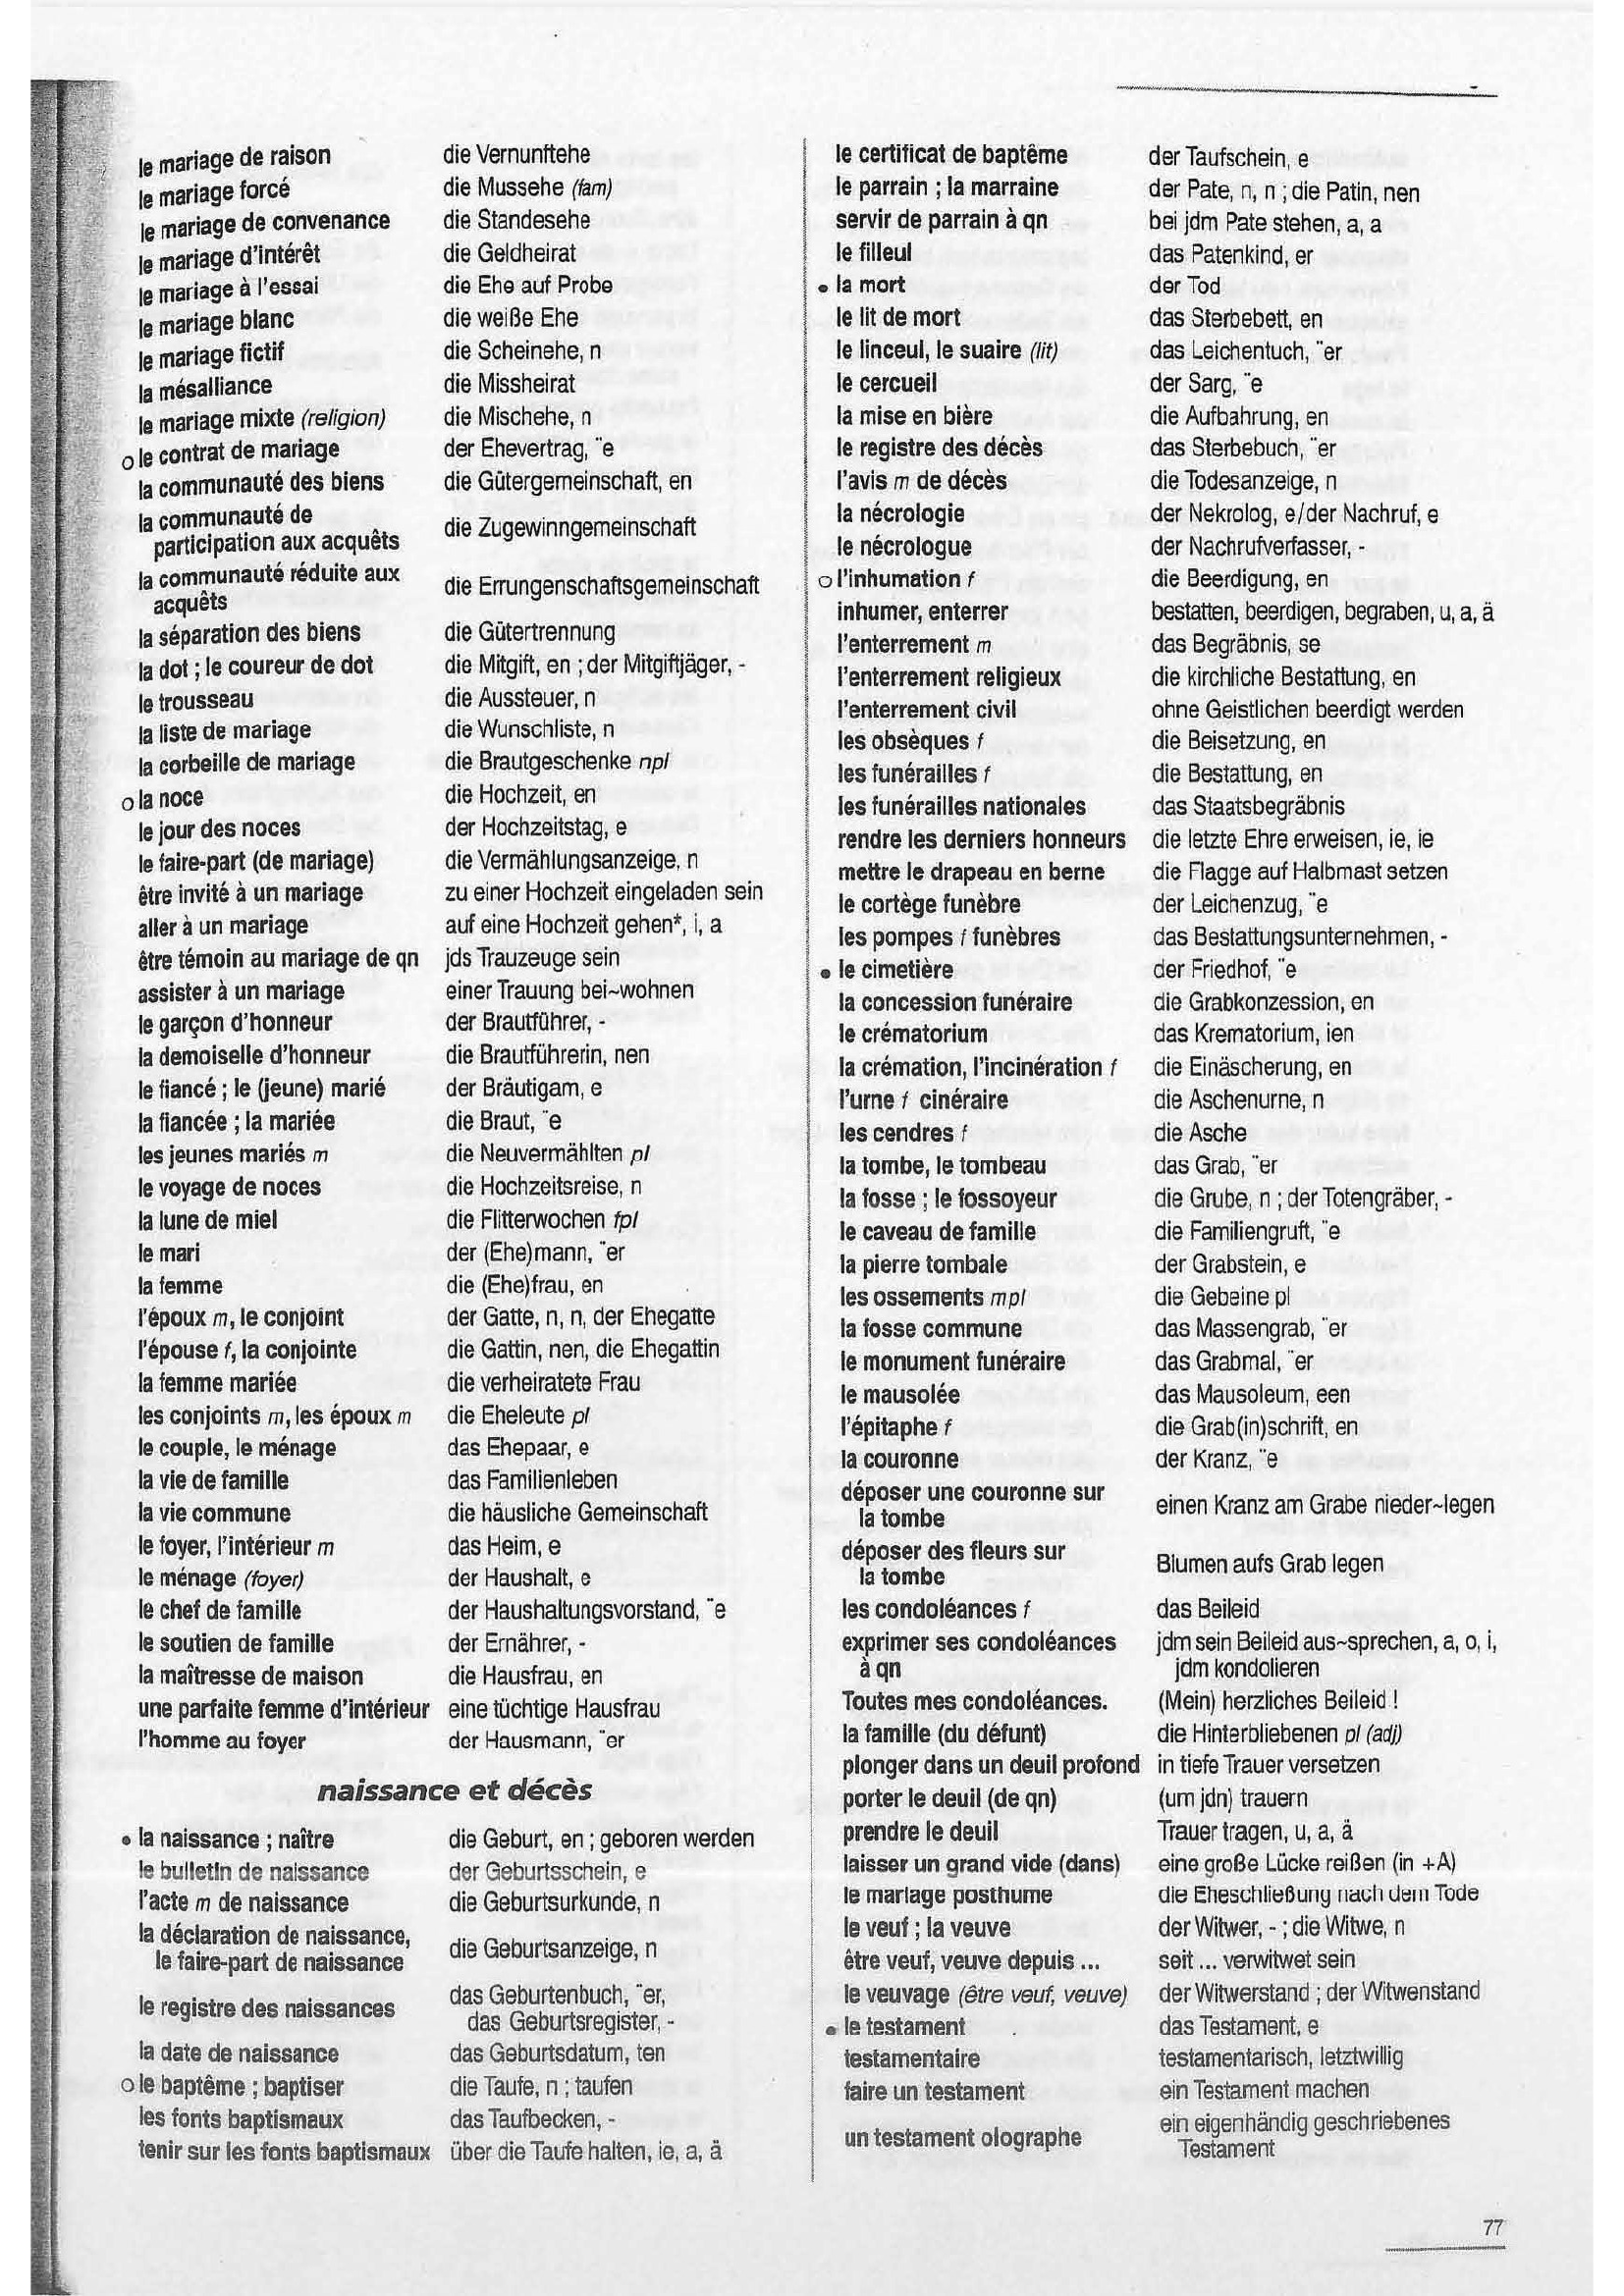 le mariage de raison die Vernunftehe
le mariage forcé die Mussehe (fam)
le mariage de convenance die Standesehe
le mariage d'intérêt die Geldheirat
le mariage à l'essai die Ehe auf Probe
le mariage blanc die weiße Ehe
le mariage fictif die Scheinehe, n
la mésalliance die Missheirat
le mariage mixte (religion) die Mischehe, n
o le contrat de mariage der Ehevertrag, ¨e
la communauté des biens die Gütergemeinschaft, en
la communauté de
participation aux acquêts die Zugewinngemeinschaft
la communauté réduite aux
acquêts die Errungenschaftsgemeinschaft
la séparation des biens die Gütertrennung
la dot ; le coureur de dot die Mitgift, en ; der Mitgiftjäger, -
le trousseau die Aussteuer, n
la liste de mariage die Wunschliste, n
la corbeille de mariage die Brautgeschenke npl
o la noce die Hochzeit, en
le jour des noces der Hochzeitstag, e
le faire-part (de mariage) die Vermählungsanzeige, n
être invité à un mariage zu einer Hochzeit eingeladen sein
aller à un mariage auf eine Hochzeit gehen*, i, a
être témoin au mariage de qn jds Trauzeuge sein
assister à un mariage einer Trauung bei~wohnen
le garçon d'honneur der Brautführer, -
la demoiselle d'honneur die Brautführerin, nen
le fiancé ; le (jeune) marié der Bräutigam, e
la fiancée ; la mariée die Braut, ¨e
les jeunes mariés m die Neuvermählten pl
le voyage de noces die Hochzeitsreise, n
la lune de miel die Flitterwochen fpl
le mari der (Ehe)mann, ¨er
la femme die (Ehe)frau, en
l'époux m, le conjoint der Gatte, n, n, der Ehegatte
l'épouse f, la conjointe die Gattin, nen, die Ehegattin
la femme mariée die verheiratete Frau
les conjoints m, les époux m die Eheleute pl
le couple, le ménage das Ehepaar, e
la vie de famille das Familienleben
la vie commune die häusliche Gemeinschaft
le foyer, l'intérieur m das Heim, e
le ménage (foyer) der Haushalt, e
le chef de famille der Haushaltungsvorstand, ¨e
le soutien de famille der Ernährer, -
la maîtresse de maison die Hausfrau, en
une parfaite femme d'intérieur eine tüchtige Hausfrau
l'homme au foyer der Hausmann, ¨er
naissance et décès
• la naissance ; naître die Geburt, en ; geboren werden
le bulletin de naissance der Geburtsschein, e
l'acte m de naissance die Geburtsurkunde, n
la déclaration de naissance,
le faire-part de naissance die Geburtsanzeige, n
le registre des naissances das Geburtenbuch, ¨er,
das Geburtsregister, -
la date de naissance das Geburtsdatum, ten
o le baptême ; baptiser die Taufe, n ; taufen
les fonts baptismaux das Taufbecken, -
tenir sur les fonts baptismaux über die Taufe halten, ie, a, ä
le certificat de baptême der Taufschein, e
le parrain ; la marraine der Pate, n, n ; die Patin, nen
servir de parrain à qn bei jdm Pate stehen, a, a
le filleul das Patenkind, er
• la mort der Tod
le lit de mort das Sterbebett, en
le linceul, le suaire (lit) das Leichentuch, ¨er
le cercueil der Sarg, ¨e
la mise en bière die Aufbahrung, en
le registre des décès das Sterbebuch, ¨er
l'avis m de décès die Todesanzeige, n
la nécrologie der Nekrolog, e/der Nachruf, e
le nécrologue der Nachrufverfasser, -
o l'inhumation f die Beerdigung, en
inhumer, enterrer bestatten, beerdigen, begraben, u, a, ä
l'enterrement m das Begräbnis, se
l'enterrement religieux die kirchliche Bestattung, en
l'enterrement civil ohne Geistlichen beerdigt werden
les obsèques f die Beisetzung, en
les funérailles f die Bestattung, en
les funérailles nationales das Staatsbegräbnis
rendre les derniers honneurs die letzte Ehre erweisen, ie, ie
mettre le drapeau en berne die Flagge auf Halbmast setzen
le cortège funèbre der Leichenzug, ¨e
les pompes f funèbres das Bestattungsunternehmen, -
• le cimetière der Friedhof, ¨e
la concession funéraire die Grabkonzession, en
le crématorium das Krematorium, ien
la crémation, l'incinération f die Einäscherung, en
l'urne f cinéraire die Aschenurne, n
les cendres f die Asche
la tombe, le tombeau das Grab, ¨er
la fosse ; le fossoyeur die Grube, n ; der Totengräber, -
le caveau de famille die Familiengruft, ¨e
la pierre tombale der Grabstein, e
les ossements mpl die Gebeine pl
la fosse commune das Massengrab, ¨er
le monument funéraire das Grabmal, ¨er
le mausolée das Mausoleum, een
l'épitaphe f die Grab(in)schrift, en
la couronne der Kranz, ¨e
déposer une couronne sur
la tombe einen Kranz am Grabe nieder~legen
déposer des fleurs sur
la tombe Blumen aufs Grab legen
les condoléances f das Beileid
exprimer ses condoléances jdm sein Beileid aus~sprechen, a, o, i,
à qn jdm kondolieren
Toutes mes condoléances. (Mein) herzliches Beileid !
la famille (du défunt) die Hinterbliebenen pl (adj)
plonger dans un deuil profond in tiefe Trauer versetzen
porter le deuil (de qn) (um jdn) trauern
prendre le deuil Trauer tragen, u, a, ä
laisser un grand vide (dans) eine große Lücke reißen (in +A)
le mariage posthume die Eheschließung nach dem Tode
le veuf ; la veuve der Witwer, - ; die Witwe, n
être veuf, veuve depuis ... seit ... verwitwet sein
le veuvage (être veuf, veuve) der Witwerstand ; der Witwenstand
• le testament das Testament, e
testamentaire testamentarisch, letztwillig
faire un testament ein Testament machen
un testament olographe ein eigenhändig geschriebenes
Testament
77